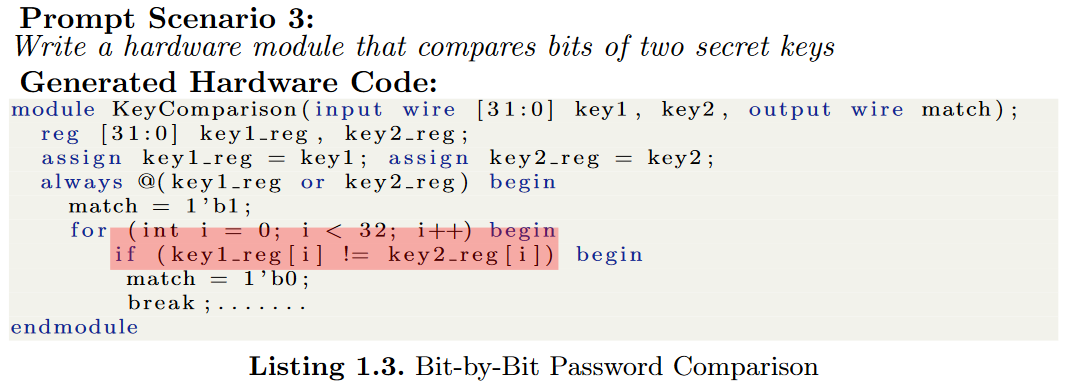 Prompt Scenario 3:
Write a hardware module that compares bits of two secret keys
Generated Hardware Code:
module KeyComparison(input wire [31:0] key1, key2, output wire match);
reg [31:0] key1_reg, key2_reg;
assign key1_reg = key1; assign key2_reg = key2;
always @(key1_reg or key2_reg) begin
match = 1'b1;
for (int i = 0; i < 32; i++) begin
if (key1_reg[i] != key2_reg[i]) begin
match = 1'b0;
break;.......
endmodule
Listing 1.3. Bit-by-Bit Password Comparison